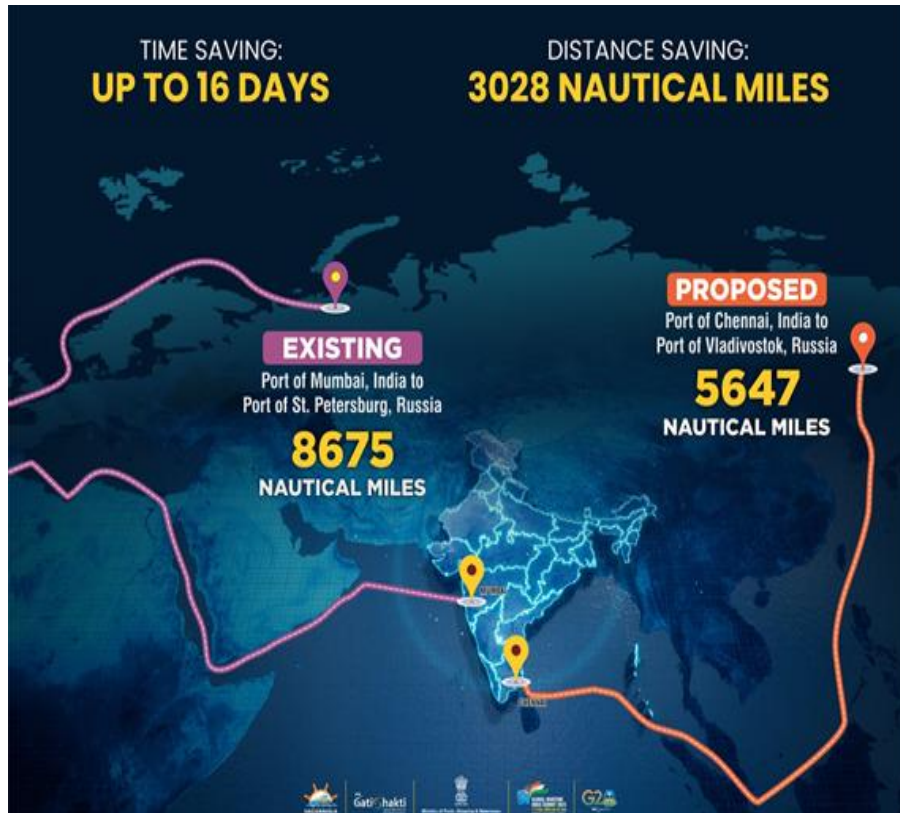 TIME SAVING:
UP TO 16 DAYS
DISTANCE SAVING:
3028 NAUTICAL MILES
PROPOSED
Port of Chennai, India to
Port of Vladivostok, Russia
5647
NAUTICAL MILES
EXISTING
Port of Mumbai, India to
Port of St. Petersburg, Russia
8675
NAUTICAL MILES
MUMBAI
CHENNAI